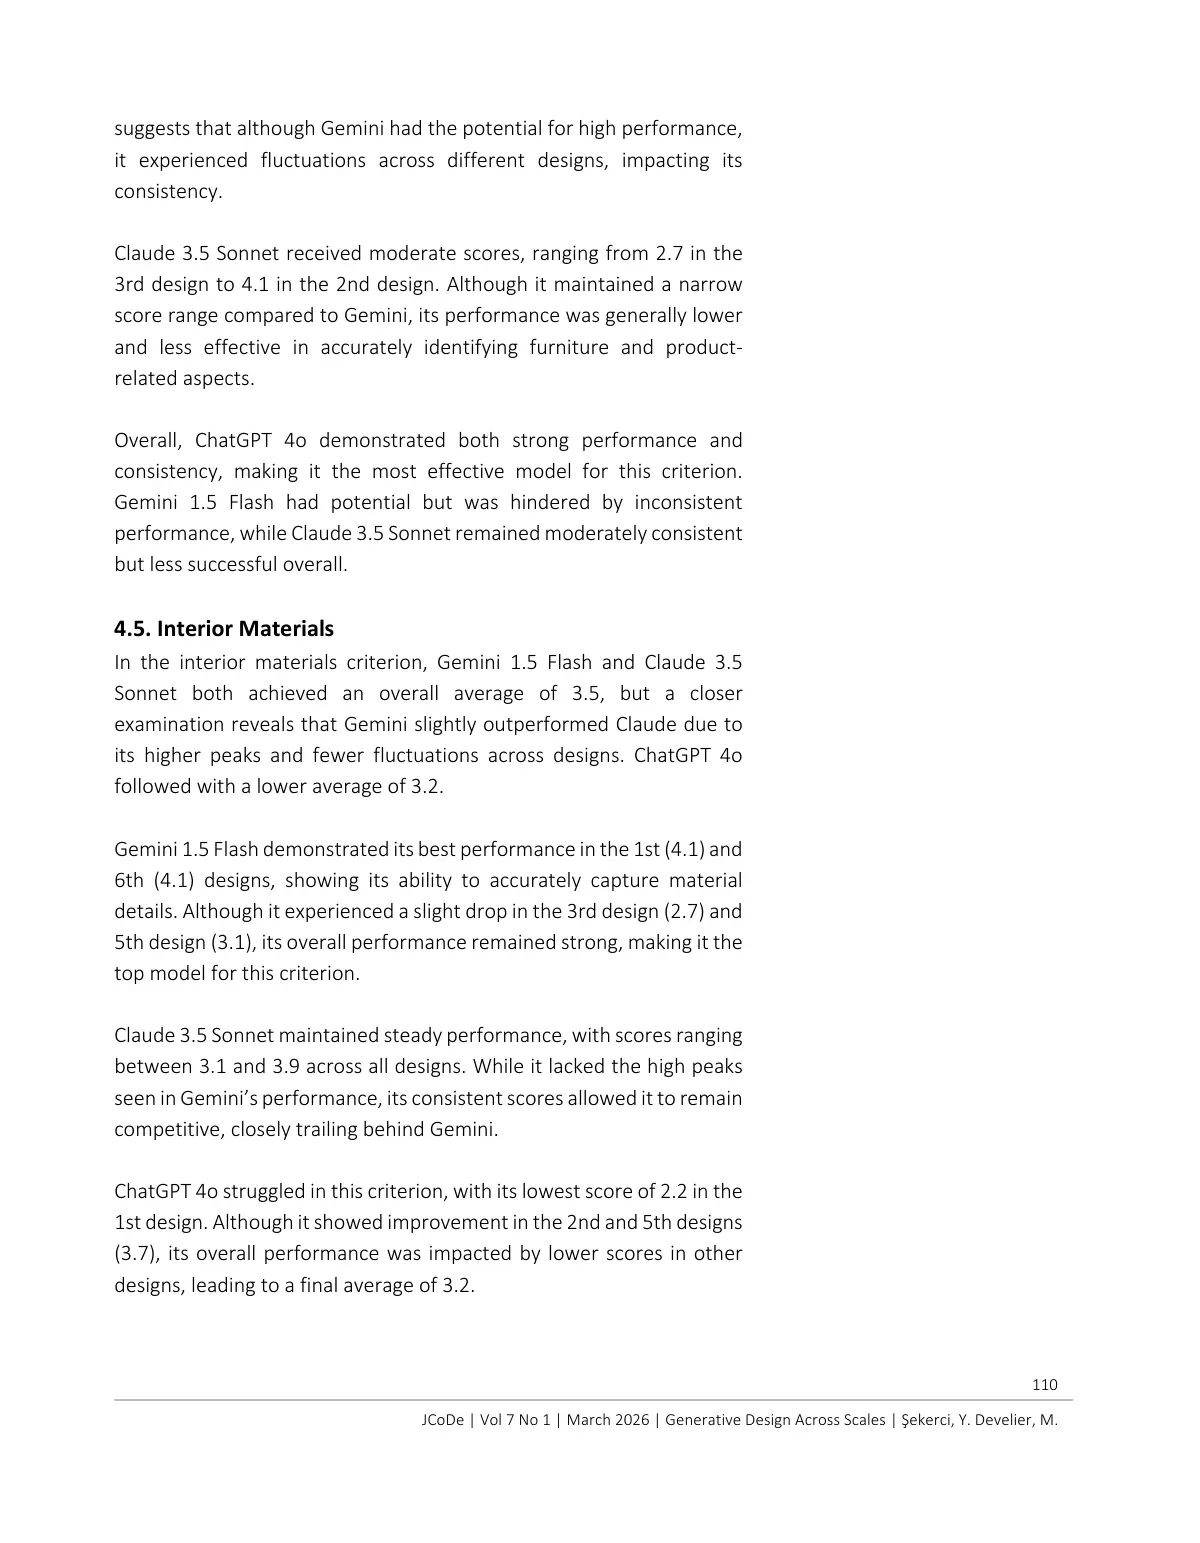 suggests that although Gemini had the potential for high performance,
it experienced fluctuations across different designs, impacting its
consistency.
Claude 3.5 Sonnet received moderate scores, ranging from 2.7 in the
3rd design to 4.1 in the 2nd design. Although it maintained a narrow
score range compared to Gemini, its performance was generally lower
and less effective in accurately identifying furniture and product-
related aspects.
Overall, ChatGPT 4o demonstrated both strong performance and
consistency, making it the most effective model for this criterion.
Gemini 1.5 Flash had potential but was hindered by inconsistent
performance, while Claude 3.5 Sonnet remained moderately consistent
but less successful overall.
4.5. Interior Materials
In the interior materials criterion, Gemini 1.5 Flash and Claude 3.5
Sonnet both achieved an overall average of 3.5, but a closer
examination reveals that Gemini slightly outperformed Claude due to
its higher peaks and fewer fluctuations across designs. ChatGPT 4o
followed with a lower average of 3.2.
Gemini 1.5 Flash demonstrated its best performance in the 1st (4.1) and
6th (4.1) designs, showing its ability to accurately capture material
details. Although it experienced a slight drop in the 3rd design (2.7) and
5th design (3.1), its overall performance remained strong, making it the
top model for this criterion.
Claude 3.5 Sonnet maintained steady performance, with scores ranging
between 3.1 and 3.9 across all designs. While it lacked the high peaks
seen in Gemini’s performance, its consistent scores allowed it to remain
competitive, closely trailing behind Gemini.
ChatGPT 4o struggled in this criterion, with its lowest score of 2.2 in the
1st design. Although it showed improvement in the 2nd and 5th designs
(3.7), its overall performance was impacted by lower scores in other
designs, leading to a final average of 3.2.
110
JCoDe | Vol 7 No 1 | March 2026 | Generative Design Across Scales | Şekerci, Y. Develier, M.